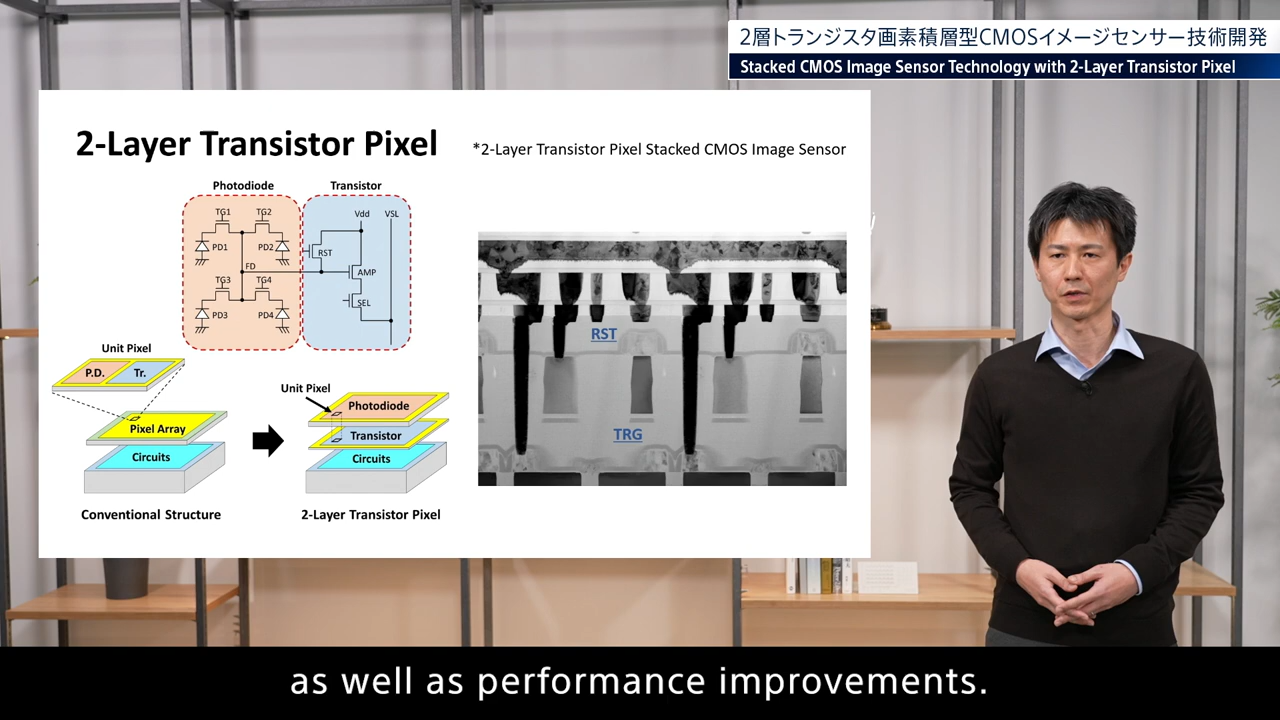 2層トランジスタ画素積層型CMOSイメージセンサー技術開発
Stacked CMOS Image Sensor Technology with 2-Layer Transistor Pixel
2-Layer Transistor Pixel
*2-Layer Transistor Pixel Stacked CMOS Image Sensor
Photodiode
Transistor
TG1
TG2
Vdd
VSL
PD1
PD2
RST
FD
AMP
TG3
TG4
SEL
PD3
PD4
Unit Pixel
P.D.
Tr.
Pixel Array
Circuits
Conventional Structure
Unit Pixel
Photodiode
Transistor
Circuits
2-Layer Transistor Pixel
RST
TRG
as well as performance improvements.